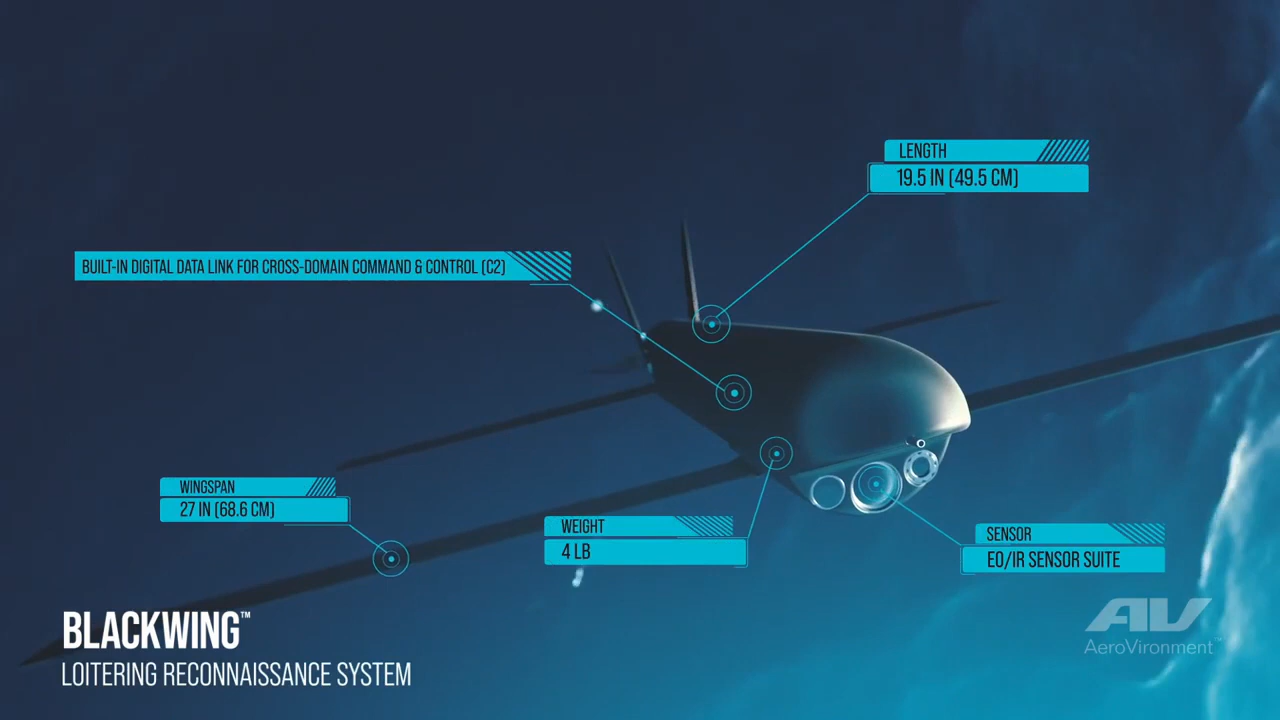 LENGTH
19.5 IN (49.5 CM)
BUILT-IN DIGITAL DATA LINK FOR CROSS-DOMAIN COMMAND & CONTROL (C2)
WINGSPAN
27 IN (68.6 CM)
WEIGHT
4 LB
SENSOR
EO/IR SENSOR SUITE
BLACKWING™
LOITERING RECONNAISSANCE SYSTEM
AV
AeroVironment™